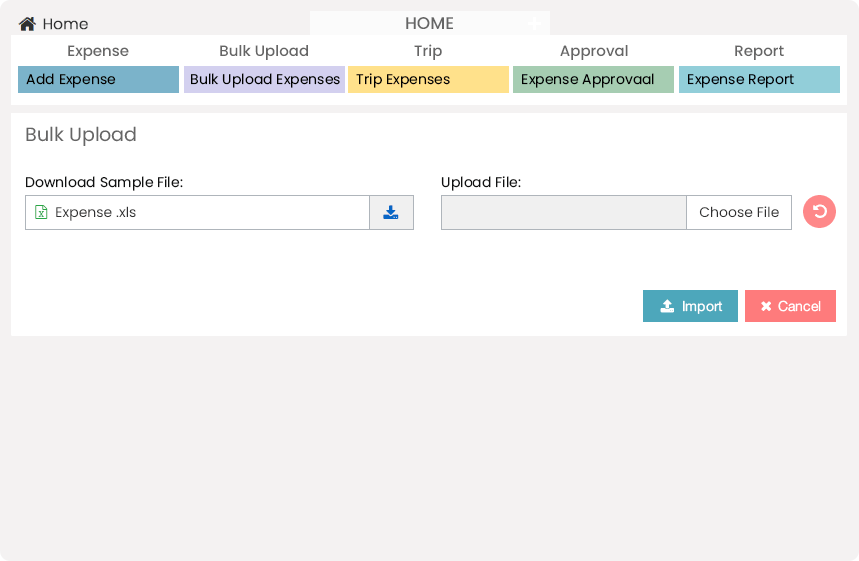 Home
HOME
Expense Bulk Upload Trip Approval Report
Add Expense Bulk Upload Expenses Trip Expenses Expense Approvaal Expense Report
Bulk Upload
Download Sample File: Upload File:
Expense .xls Choose File
Import Cancel